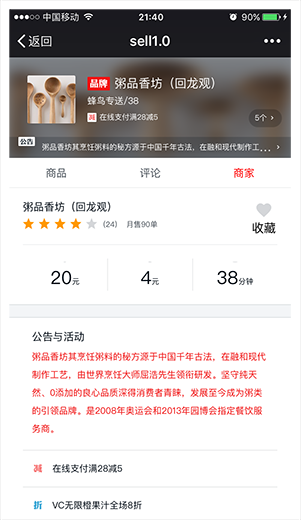 中国移动 21:40 90%
返回 sell1.0
品牌 粥品香坊（回龙观）
蜂鸟专送/38
减 在线支付满28减5 5个 >
公告 粥品香坊其烹饪粥料的秘方源于中国千年古法，在融和现代制作工... >
商品 评论 商家
粥品香坊（回龙观）
(24) 月售90单
收藏
20元 4元 38分钟
公告与活动
粥品香坊其烹饪粥料的秘方源于中国千年古法，在融和现代
制作工艺，由世界烹饪大师屈浩先生领衔研发。坚守纯天
然、0添加的良心品质深得消费者青睐，发展至今成为粥类
的引领品牌。是2008年奥运会和2013年园博会指定餐饮服
务商。
减 在线支付满28减5
折 VC无限橙果汁全场8折